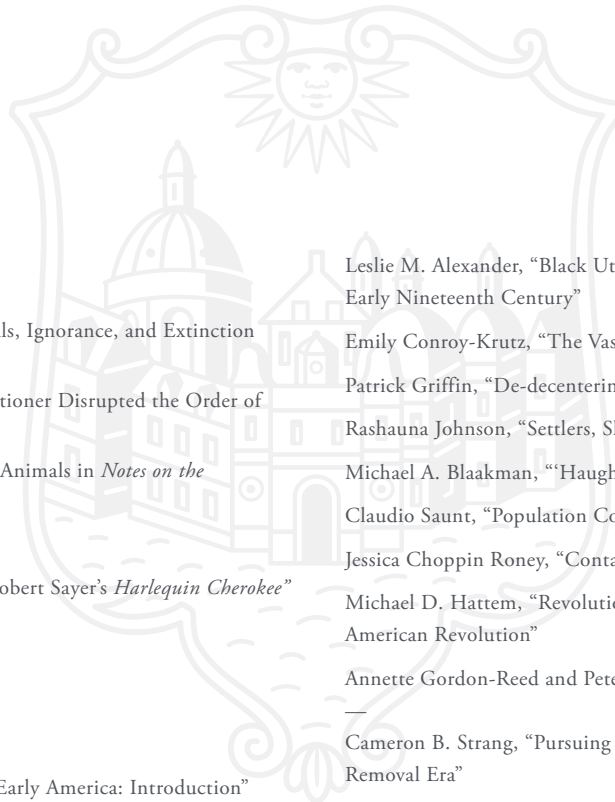 ls, Ignorance, and Extinction
tioner Disrupted the Order of
Animals in Notes on the
obert Sayer’s Harlequin Cherokee”
Early America: Introduction”
Leslie M. Alexander, “Black Ut
Early Nineteenth Century”
Emily Conroy-Krutz, “The Vas
Patrick Griffin, “De-decenterin
Rashauna Johnson, “Settlers, Sl
Michael A. Blaakman, “‘Haugh
Claudio Saunt, “Population Co
Jessica Choppin Roney, “Conta
Michael D. Hattem, “Revolutio
American Revolution”
Annette Gordon-Reed and Pete
—
Cameron B. Strang, “Pursuing
Removal Era”